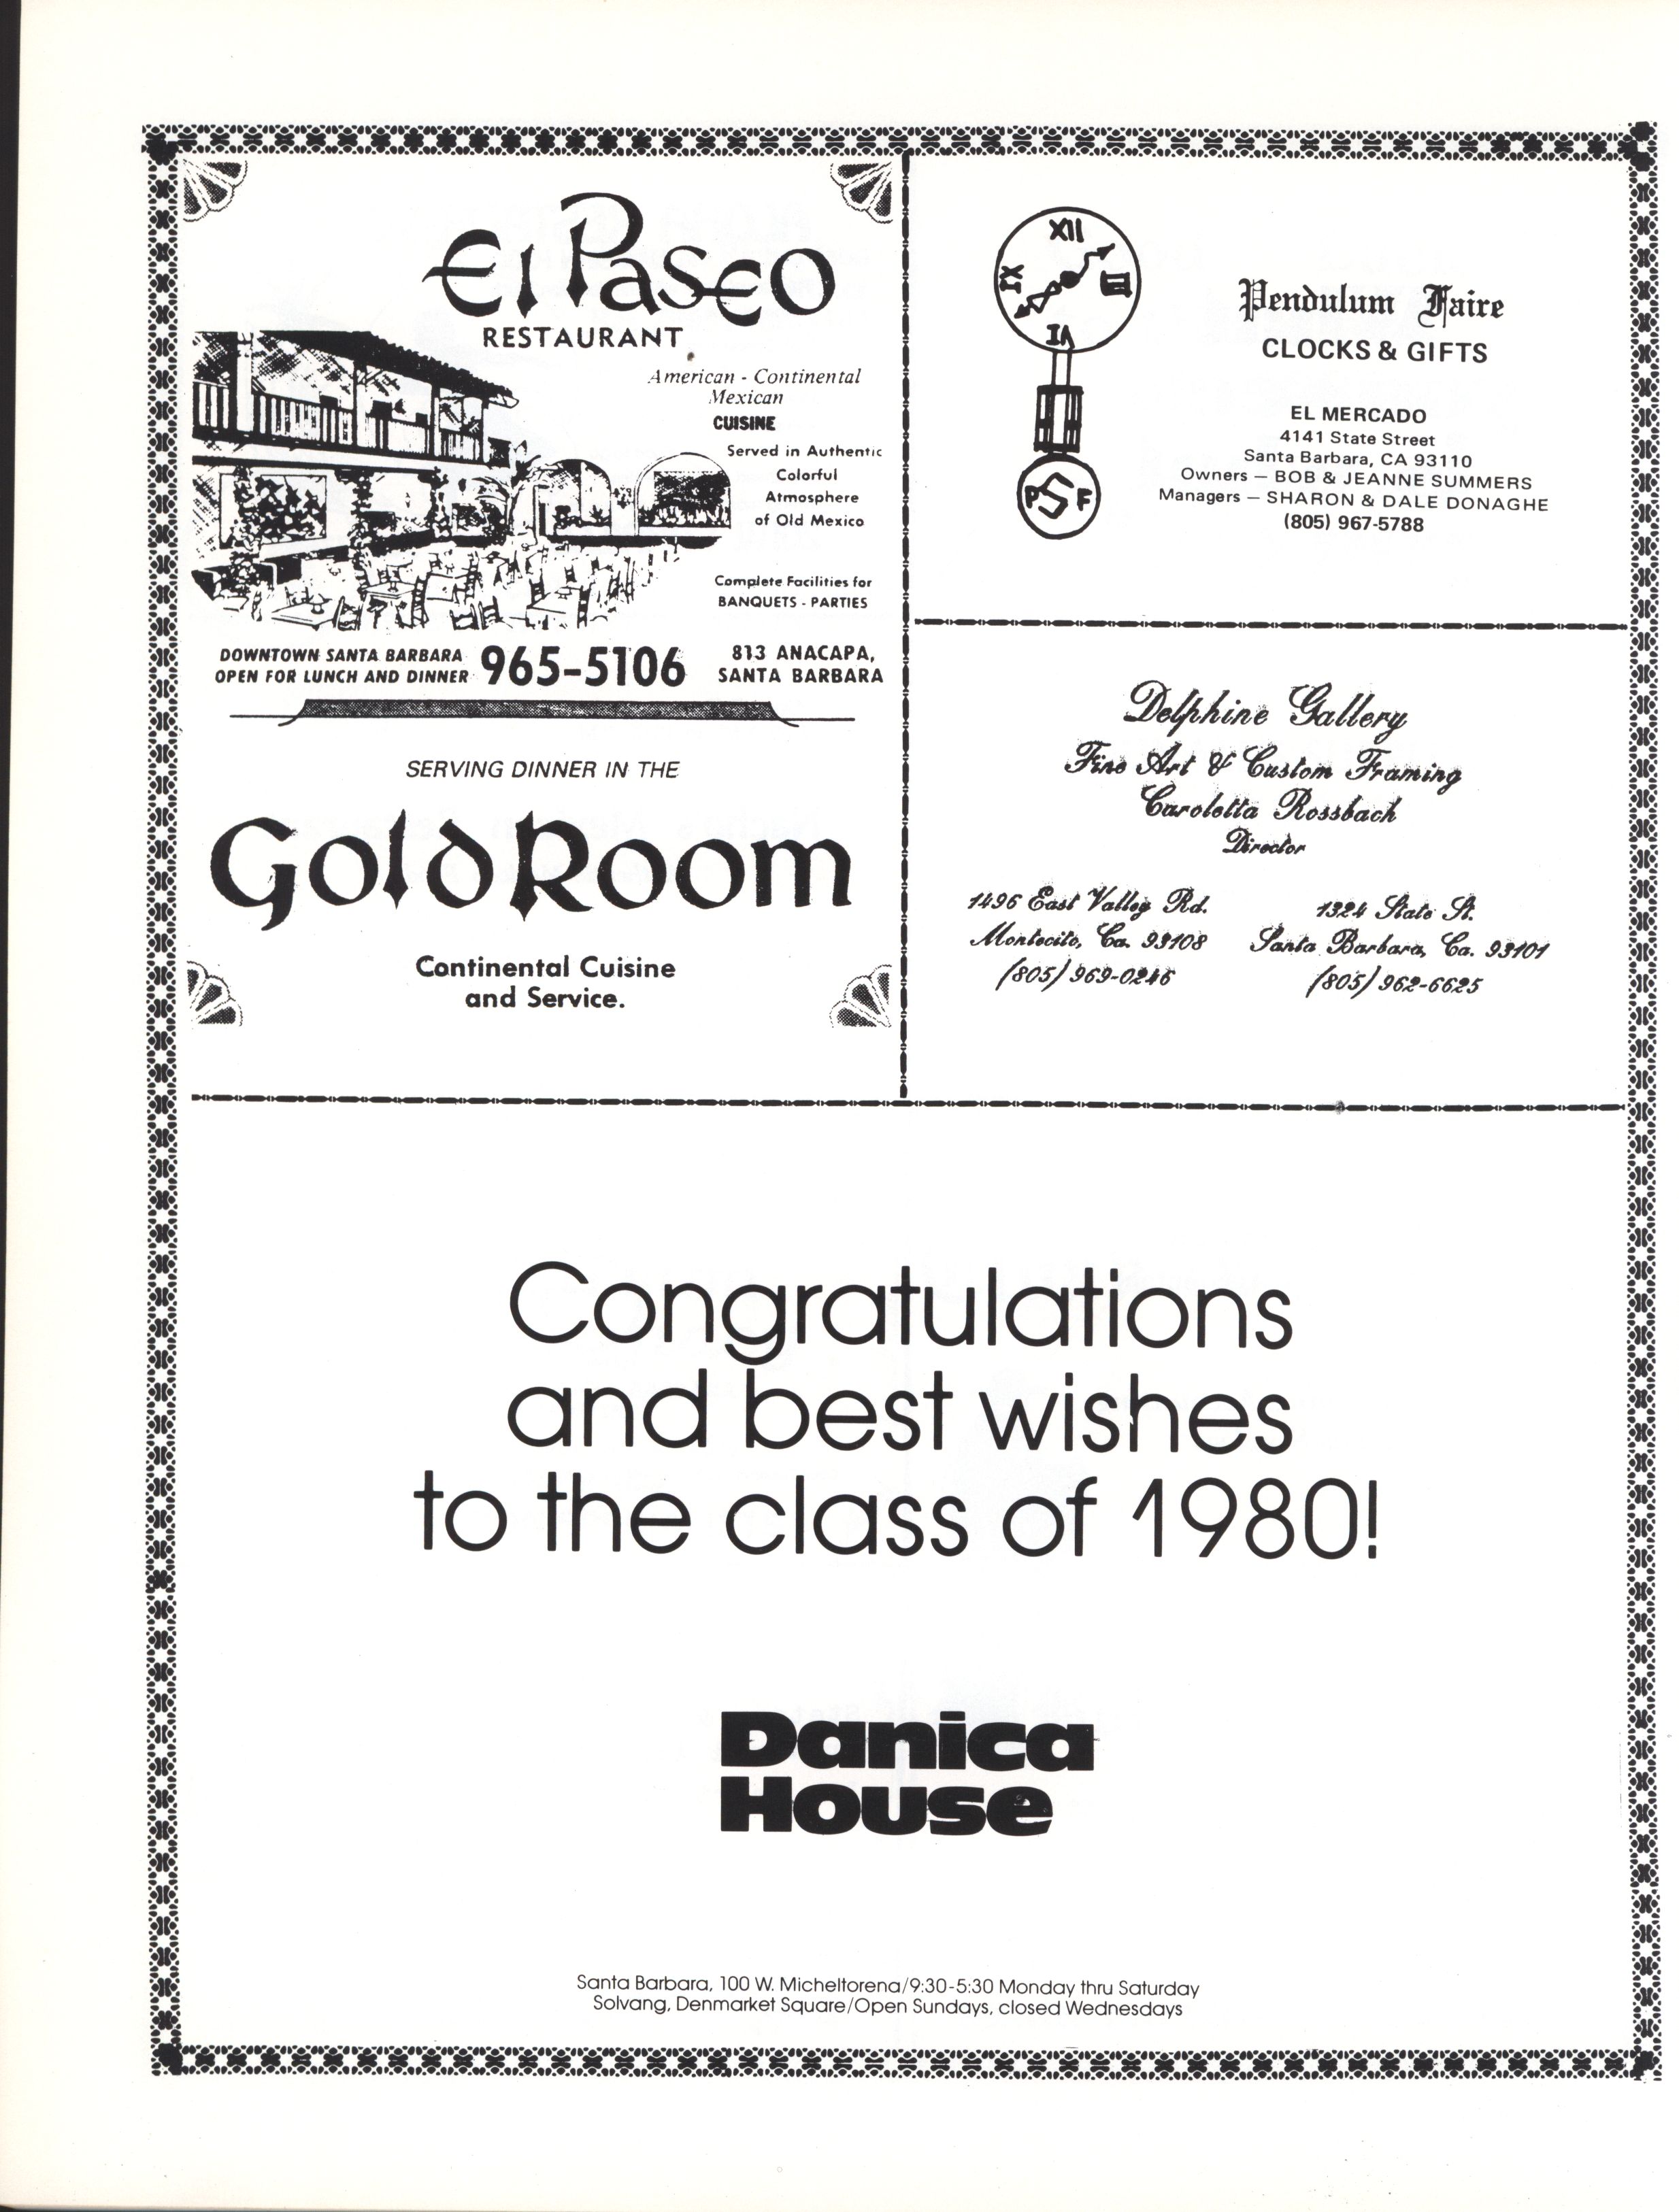 El Paseo
RESTAURANT
American - Continental
Mexican
CUISINE
Served in Authentic
Colorful
Atmosphere
of Old Mexico
Complete Facilities for
BANQUETS - PARTIES
DOWNTOWN SANTA BARBARA
OPEN FOR LUNCH AND DINNER
965-5106
813 ANACAPA,
SANTA BARBARA
SERVING DINNER IN THE
Gold Room
Continental Cuisine
and Service.
XII
IX
III
VI
PSF
Pendulum Faire
CLOCKS & GIFTS
EL MERCADO
4141 State Street
Santa Barbara, CA 93110
Owners — BOB & JEANNE SUMMERS
Managers — SHARON & DALE DONAGHE
(805) 967-5788
Delphine Gallery
Fine Art & Custom Framing
Caroletta Rossbach
Director
1496 East Valley Rd.
Montecito, Ca. 93108
(805) 969-0246
1324 State St.
Santa Barbara, Ca. 93101
(805) 962-6625
Congratulations
and best wishes
to the class of 1980!
Danica
House
Santa Barbara, 100 W. Micheltorena/9:30-5:30 Monday thru Saturday
Solvang, Denmarket Square/Open Sundays, closed Wednesdays